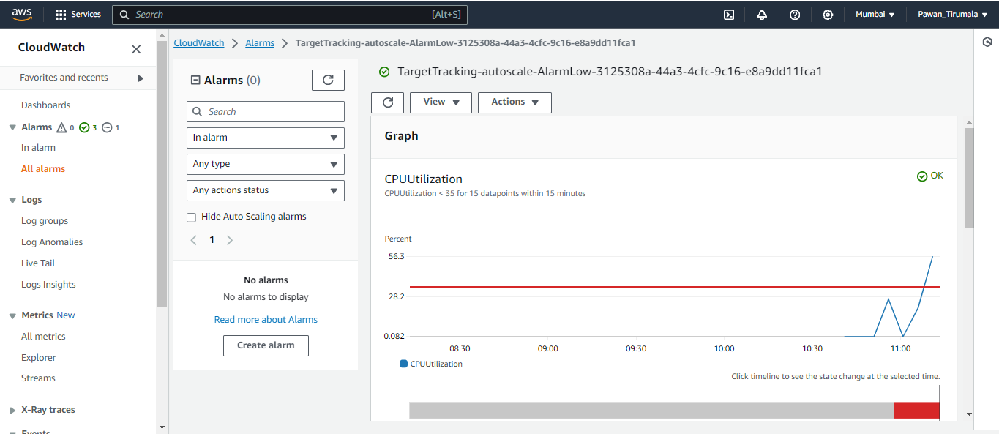 aws Services Search [Alt+S] Mumbai Pawan_Tirumala
CloudWatch
Favorites and recents
Dashboards
Alarms 0 3 1
In alarm
All alarms
Logs
Log groups
Log Anomalies
Live Tail
Logs Insights
Metrics New
All metrics
Explorer
Streams
X-Ray traces
Events
CloudWatch > Alarms > TargetTracking-autoscale-AlarmLow-3125308a-44a3-4cfc-9c16-e8a9dd11fca1
Alarms (0)
Search
In alarm
Any type
Any actions status
Hide Auto Scaling alarms
1
No alarms
No alarms to display
Read more about Alarms
Create alarm
TargetTracking-autoscale-AlarmLow-3125308a-44a3-4cfc-9c16-e8a9dd11fca1
View Actions
Graph
CPUUtilization
OK
CPUUtilization < 35 for 15 datapoints within 15 minutes
Percent
56.3
28.2
0.082
08:30 09:00 09:30 10:00 10:30 11:00
CPUUtilization
Click timeline to see the state change at the selected time.